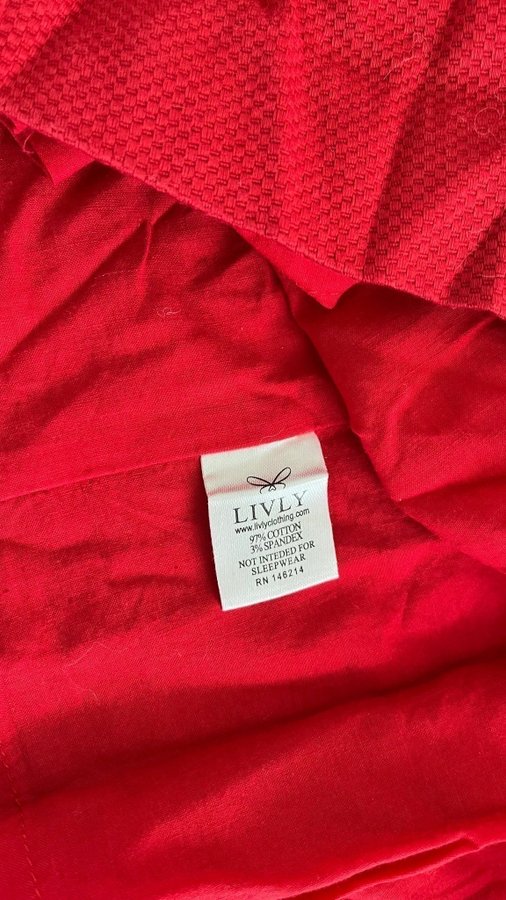 LIVLY
www.livlyclothing.com
97% COTTON
3% SPANDEX
NOT INTEDED FOR
SLEEPWEAR
RN 146214